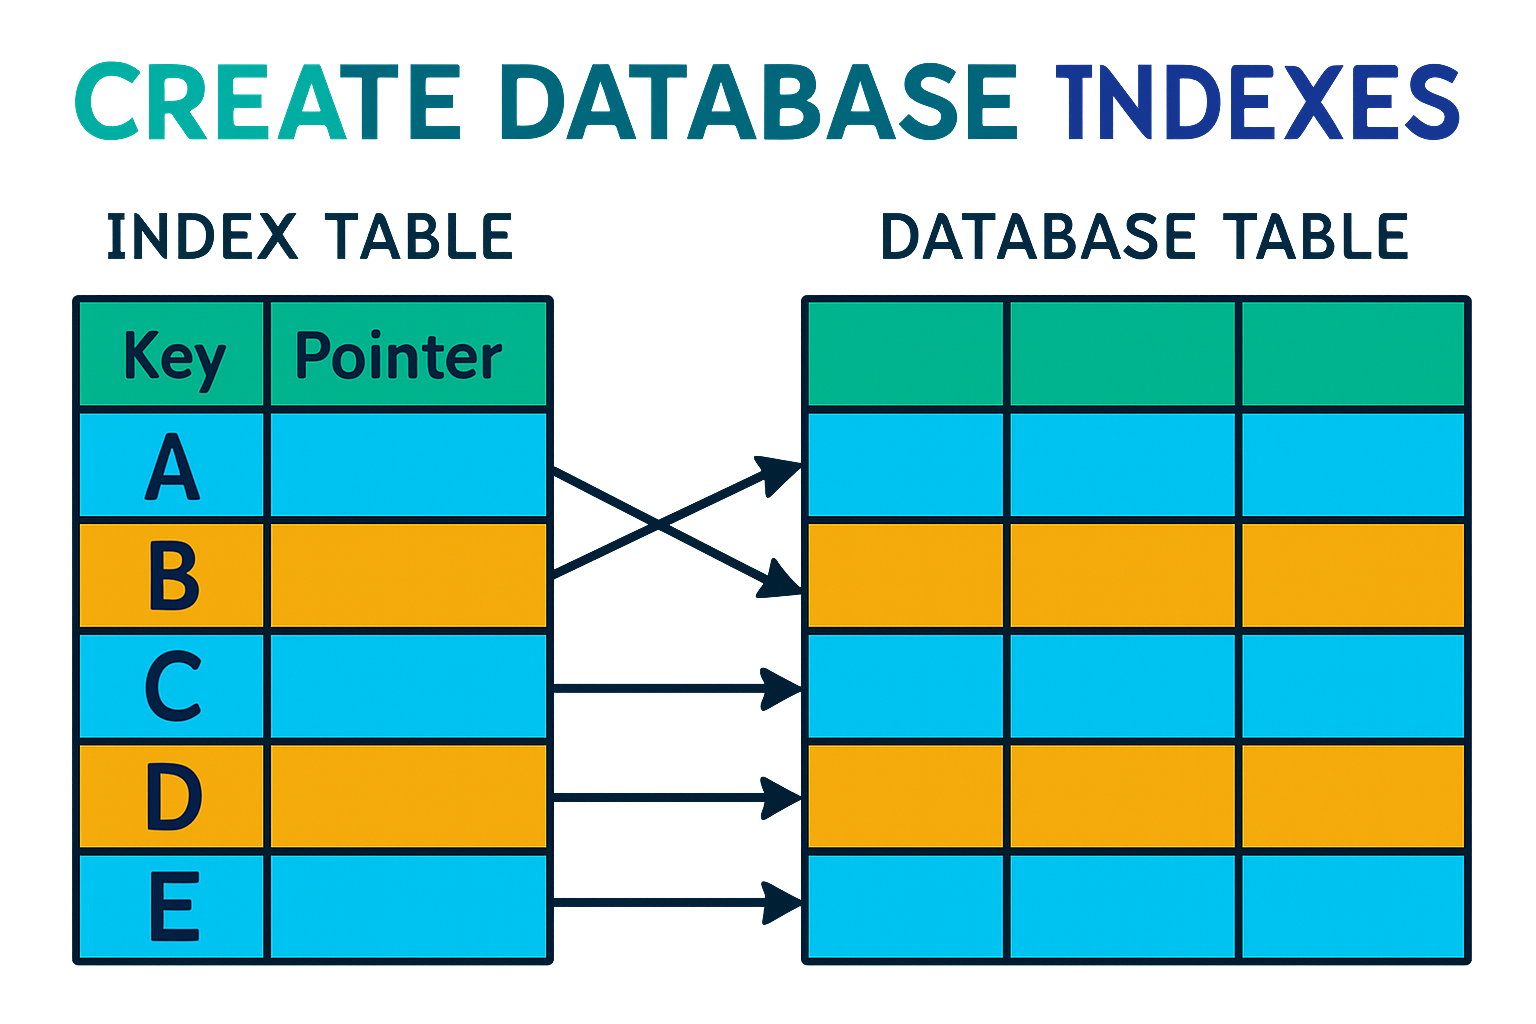 CREATE DATABASE INDEXES
INDEX TABLE
DATABASE TABLE
Key Pointer
A
B
C
D
E